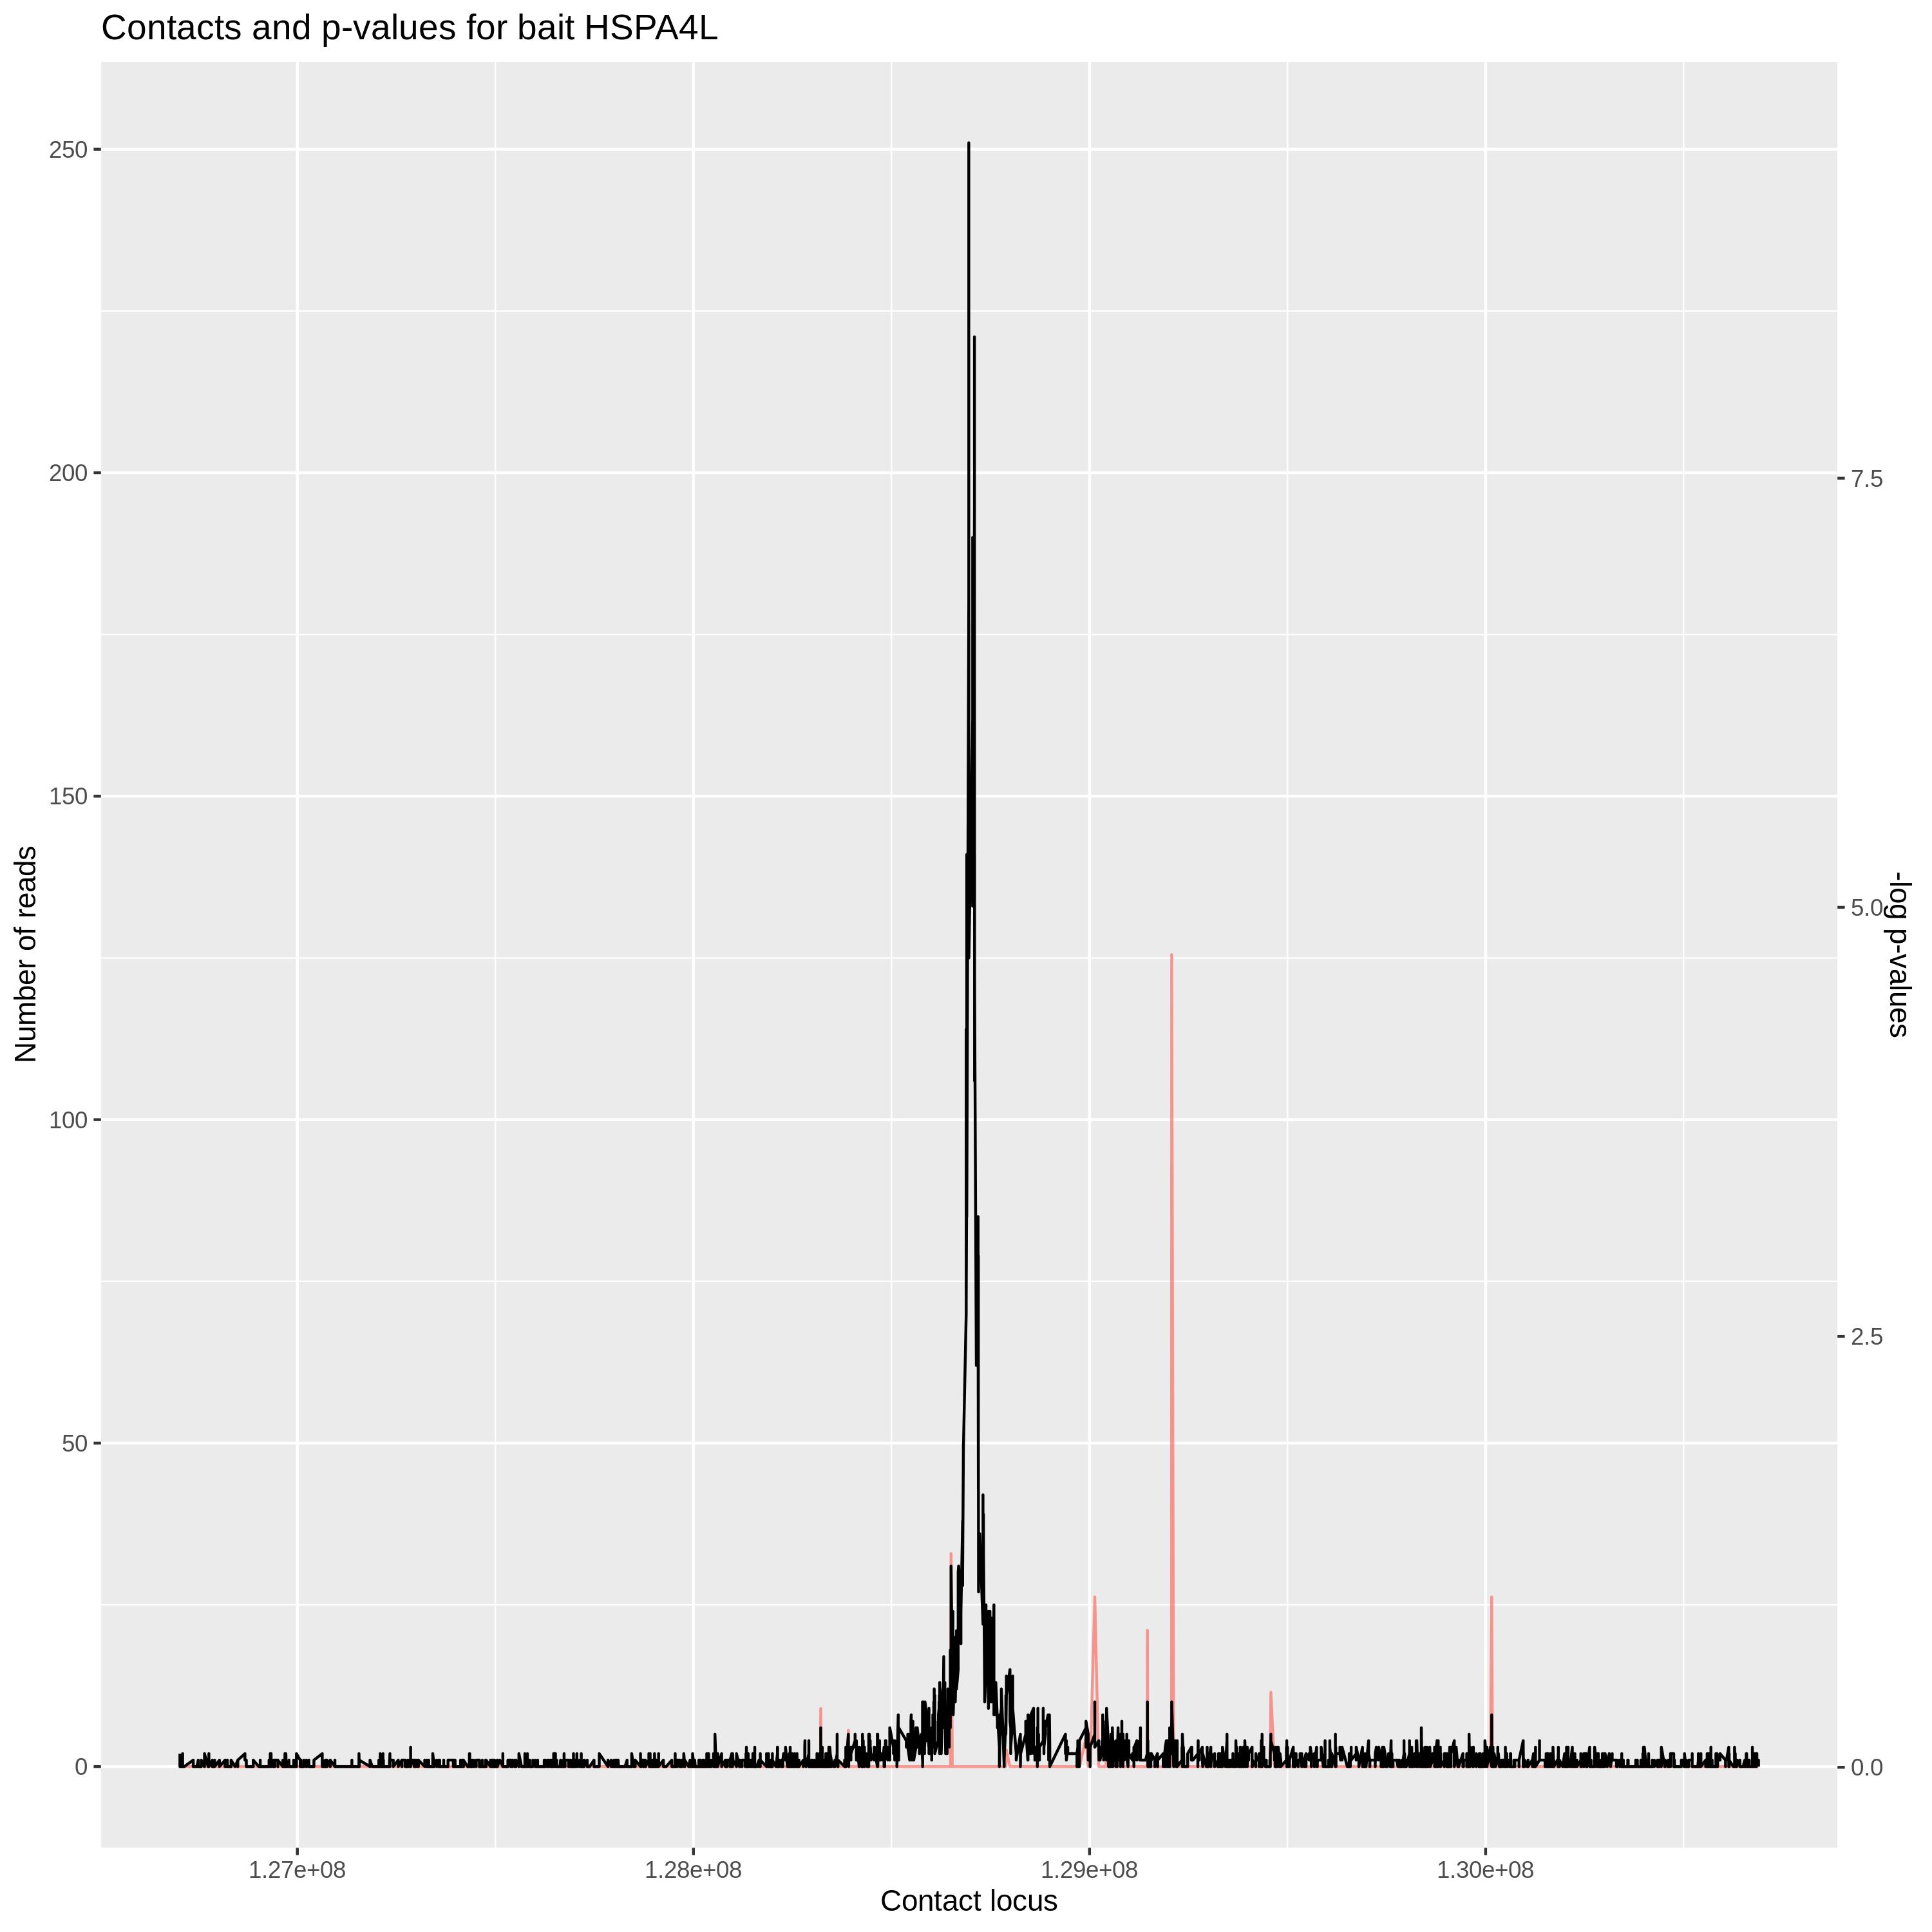 Contacts and p-values for bait HSPA4L
250
200
150
100
50
0
Number of reads
7.5
5.0
2.5
0.0
-log p-values
1.27e+08
1.28e+08
1.29e+08
1.30e+08
Contact locus